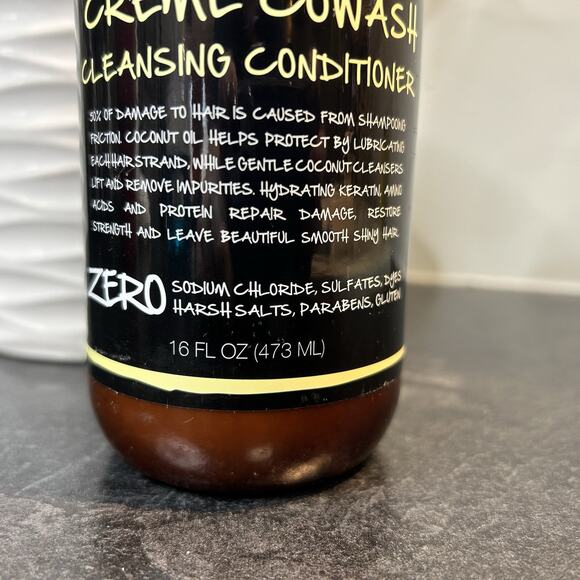 CRÈME COWASH
CLEANSING CONDITIONER
50% OF DAMAGE TO HAIR IS CAUSED FROM SHAMPOOING
FRICTION. COCONUT OIL HELPS PROTECT BY LUBRICATING
EACH HAIR STRAND, WHILE GENTLE COCONUT CLEANSERS
LIFT AND REMOVE IMPURITIES. HYDRATING KERATIN, AMINO
ACIDS AND PROTEIN REPAIR DAMAGE, RESTORE
STRENGTH AND LEAVE BEAUTIFUL SMOOTH SHINY HAIR.
ZERO SODIUM CHLORIDE, SULFATES, DYES
HARSH SALTS, PARABENS, GLUTEN
16 FL OZ (473 ML)